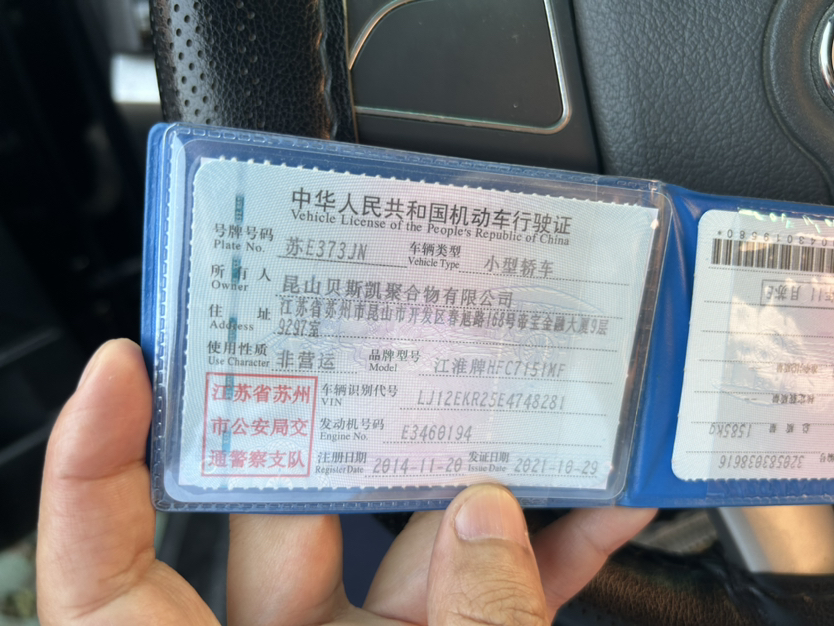 中华人民共和国机动车行驶证
Vehicle License of the People's Republic of China
号牌号码 Plate No. 苏E373JN 车辆类型 Vehicle Type 小型轿车
所有人 Owner 昆山贝斯凯聚合物有限公司
住址 Address 江苏省苏州市昆山市开发区春旭路168号帝宝金融大厦9层
9297室
使用性质 Use Character 非营运 品牌型号 Model 江淮牌HFC7151MF
江苏省苏州
市公安局交
通警察支队
车辆识别代号 VIN LJ12EKR25E4748281
发动机号码 Engine No. E3460194
注册日期 Register Date 2014-11-20 发证日期 Issue Date 2021-10-29
1585kg
3205830308616